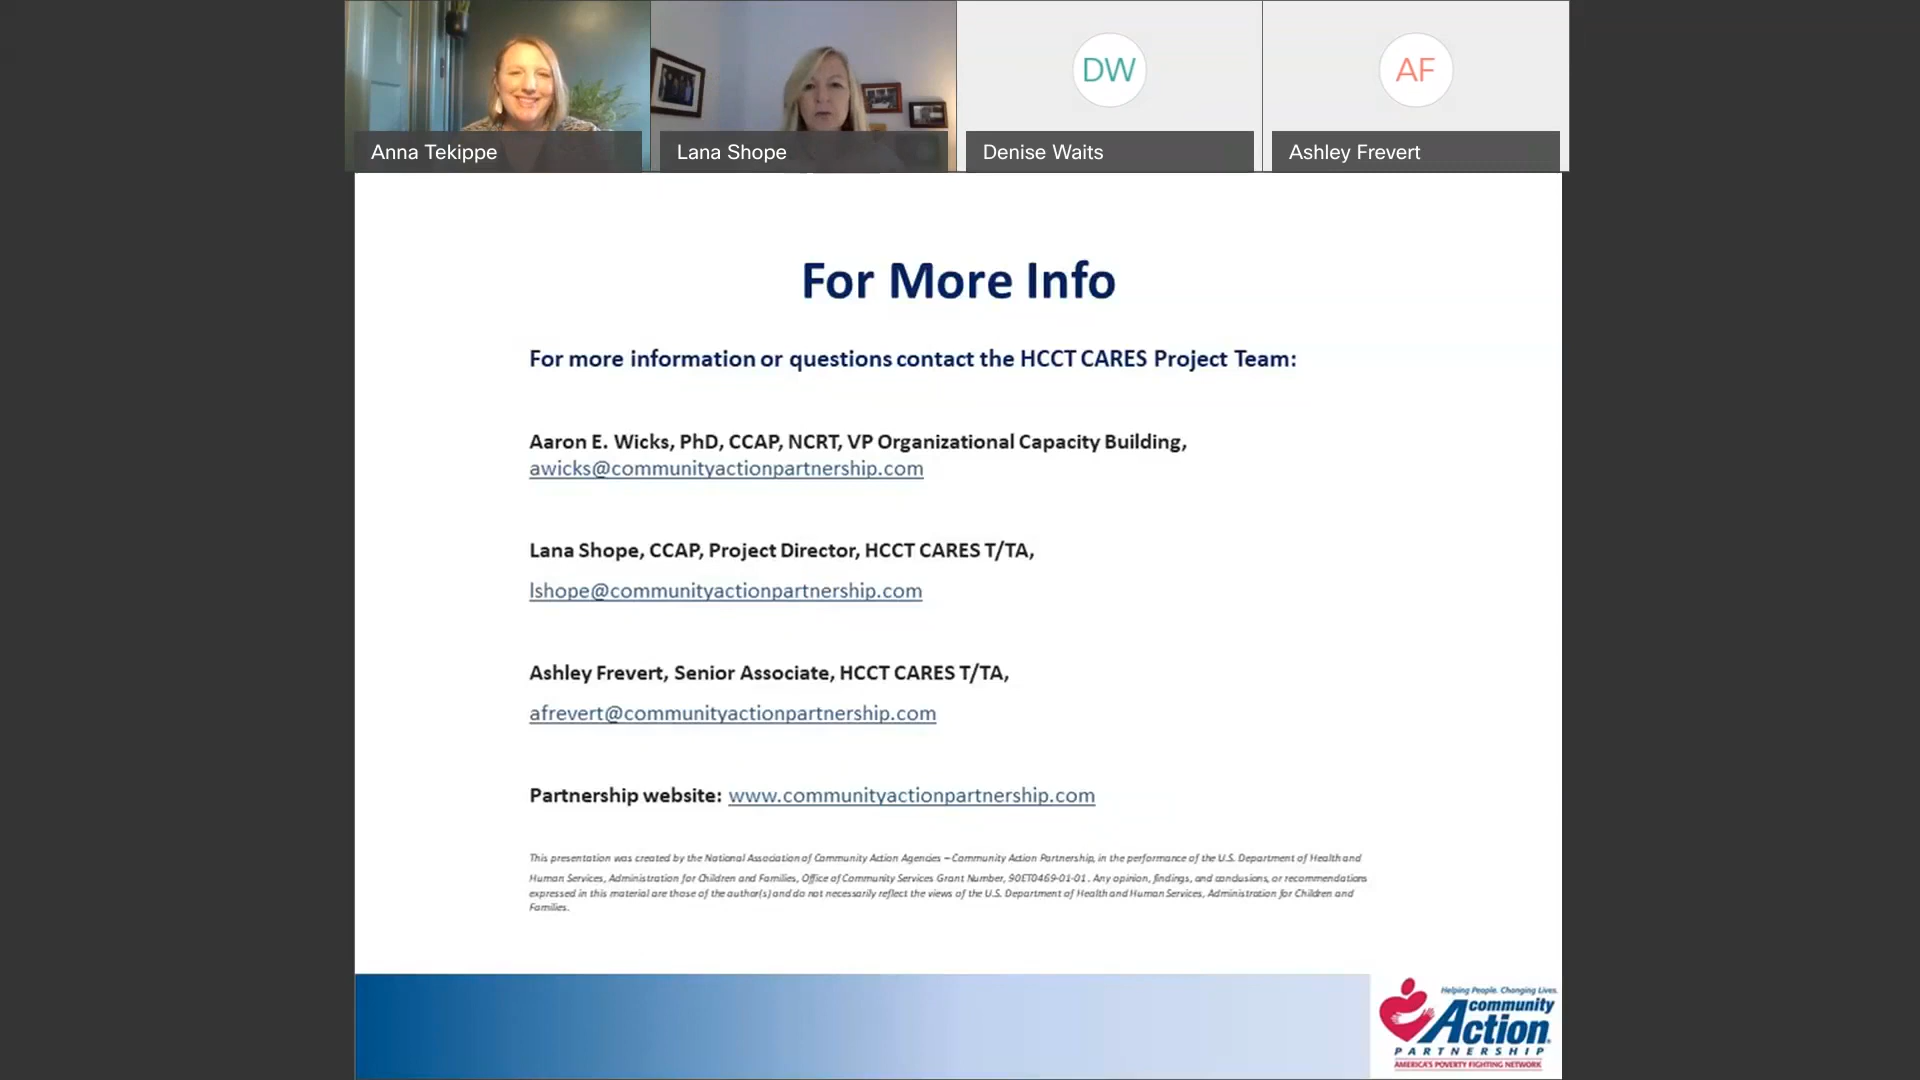 Anna Tekippe
Lana Shope
DW
Denise Waits
AF
Ashley Frevert
For More Info
For more information or questions contact the HCCT CARES Project Team:
Aaron E. Wicks, PhD, CCAP, NCRT, VP Organizational Capacity Building,
awicks@communityactionpartnership.com
Lana Shope, CCAP, Project Director, HCCT CARES T/TA,
lshope@communityactionpartnership.com
Ashley Frevert, Senior Associate, HCCT CARES T/TA,
afrevert@communityactionpartnership.com
Partnership website: www.communityactionpartnership.com
This presentation was created by the National Association of Community Action Agencies – Community Action Partnership, in the performance of the U.S. Department of Health and
Human Services, Administration for Children and Families, Office of Community Services Grant Number, 90ET0469-01-01. Any opinion, findings, and conclusions, or recommendations
expressed in this material are those of the author(s) and do not necessarily reflect the views of the U.S. Department of Health and Human Services, Administration for Children and
Families.
Helping People. Changing Lives.
community
Action
PARTNERSHIP
AMERICA'S POVERTY FIGHTING NETWORK